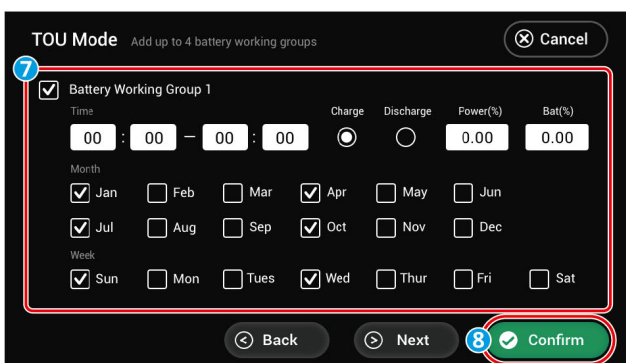 TOU Mode Add up to 4 battery working groups Cancel
7
Battery Working Group 1
Time Charge Discharge Power(%) Bat(%)
00 : 00 — 00 : 00 0.00 0.00
Month
Jan Feb Mar Apr May Jun
Jul Aug Sep Oct Nov Dec
Week
Sun Mon Tues Wed Thur Fri Sat
Back Next 8 Confirm